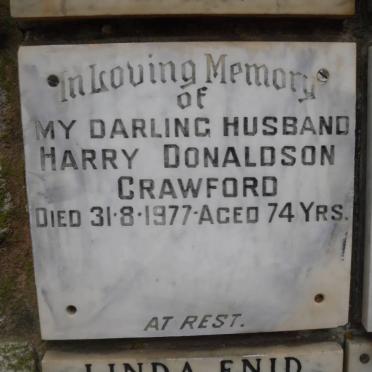 In Loving Memory
of
MY DARLING HUSBAND
HARRY DONALDSON
CRAWFORD
DIED 31·8·1977·AGED 74 YRS.
AT REST.
LINDA ENID